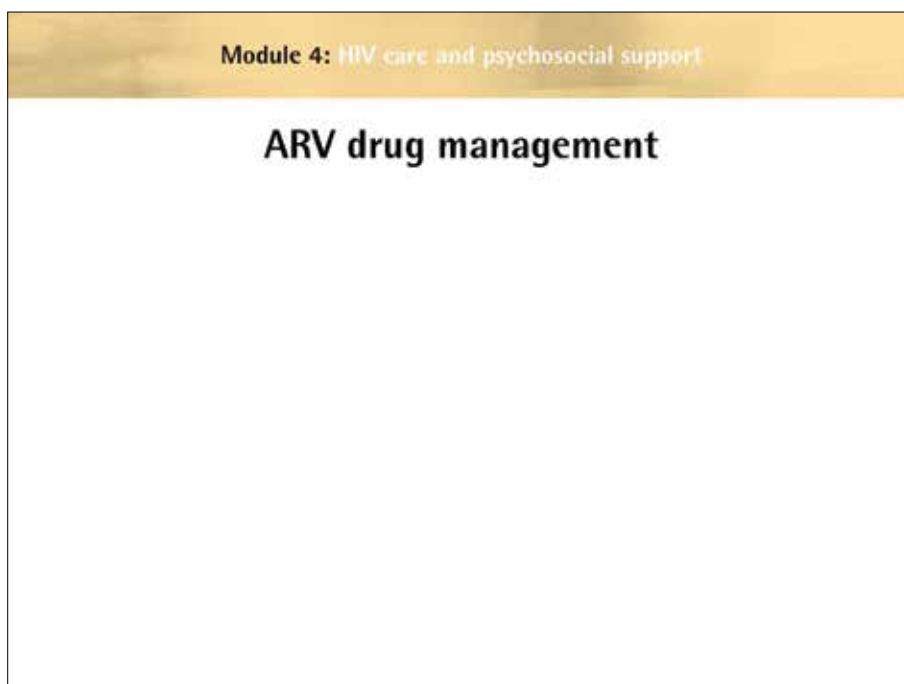 Module 4: HIV care and psychosocial support
ARV drug management